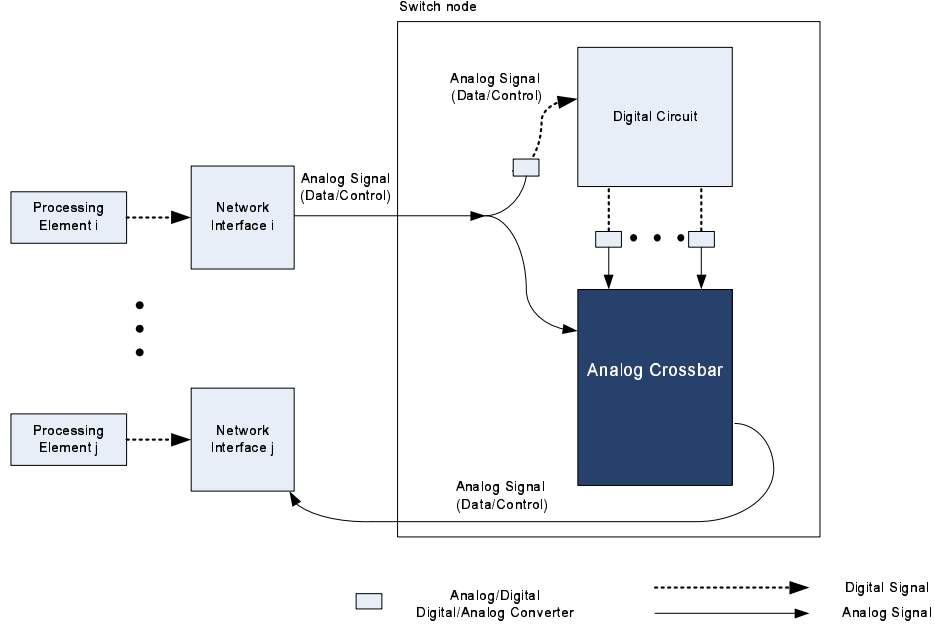 Switch node
Analog Signal
(Data/Control)
Digital Circuit
Analog Signal
(Data/Control)
Processing
Element i
Network
Interface i
Analog Crossbar
Processing
Element j
Network
Interface j
Analog Signal
(Data/Control)
Analog/Digital
Digital/Analog Converter
Digital Signal
Analog Signal